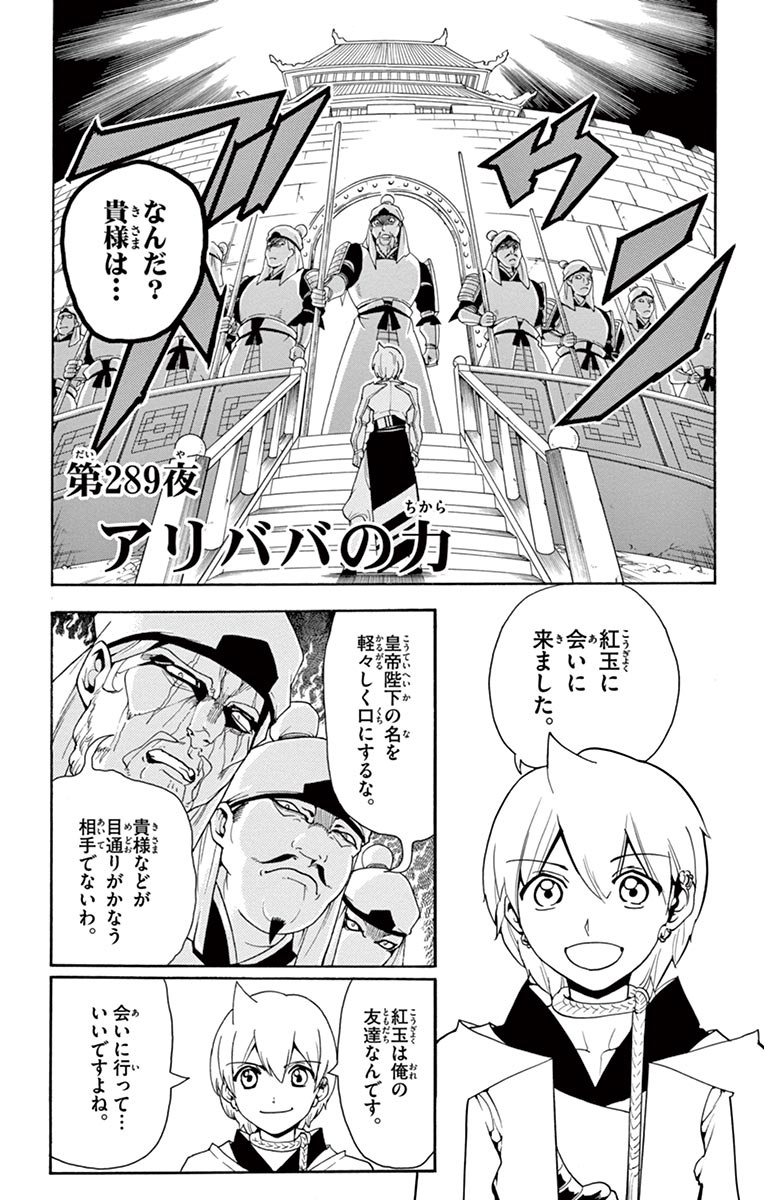 なんだ?
貴様は…
第289夜
アリババの力
紅玉に
会いに
来ました。
皇帝陛下の名を
軽々しく口にするな。
貴様などが
目通りがかなう
相手でないわ。
紅玉は俺の
友達なんです。
会いに行って…
いいですよね。